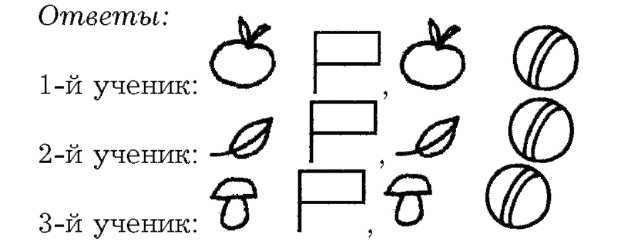 Ответы:
1-й ученик: ,
2-й ученик: ,
3-й ученик: ,